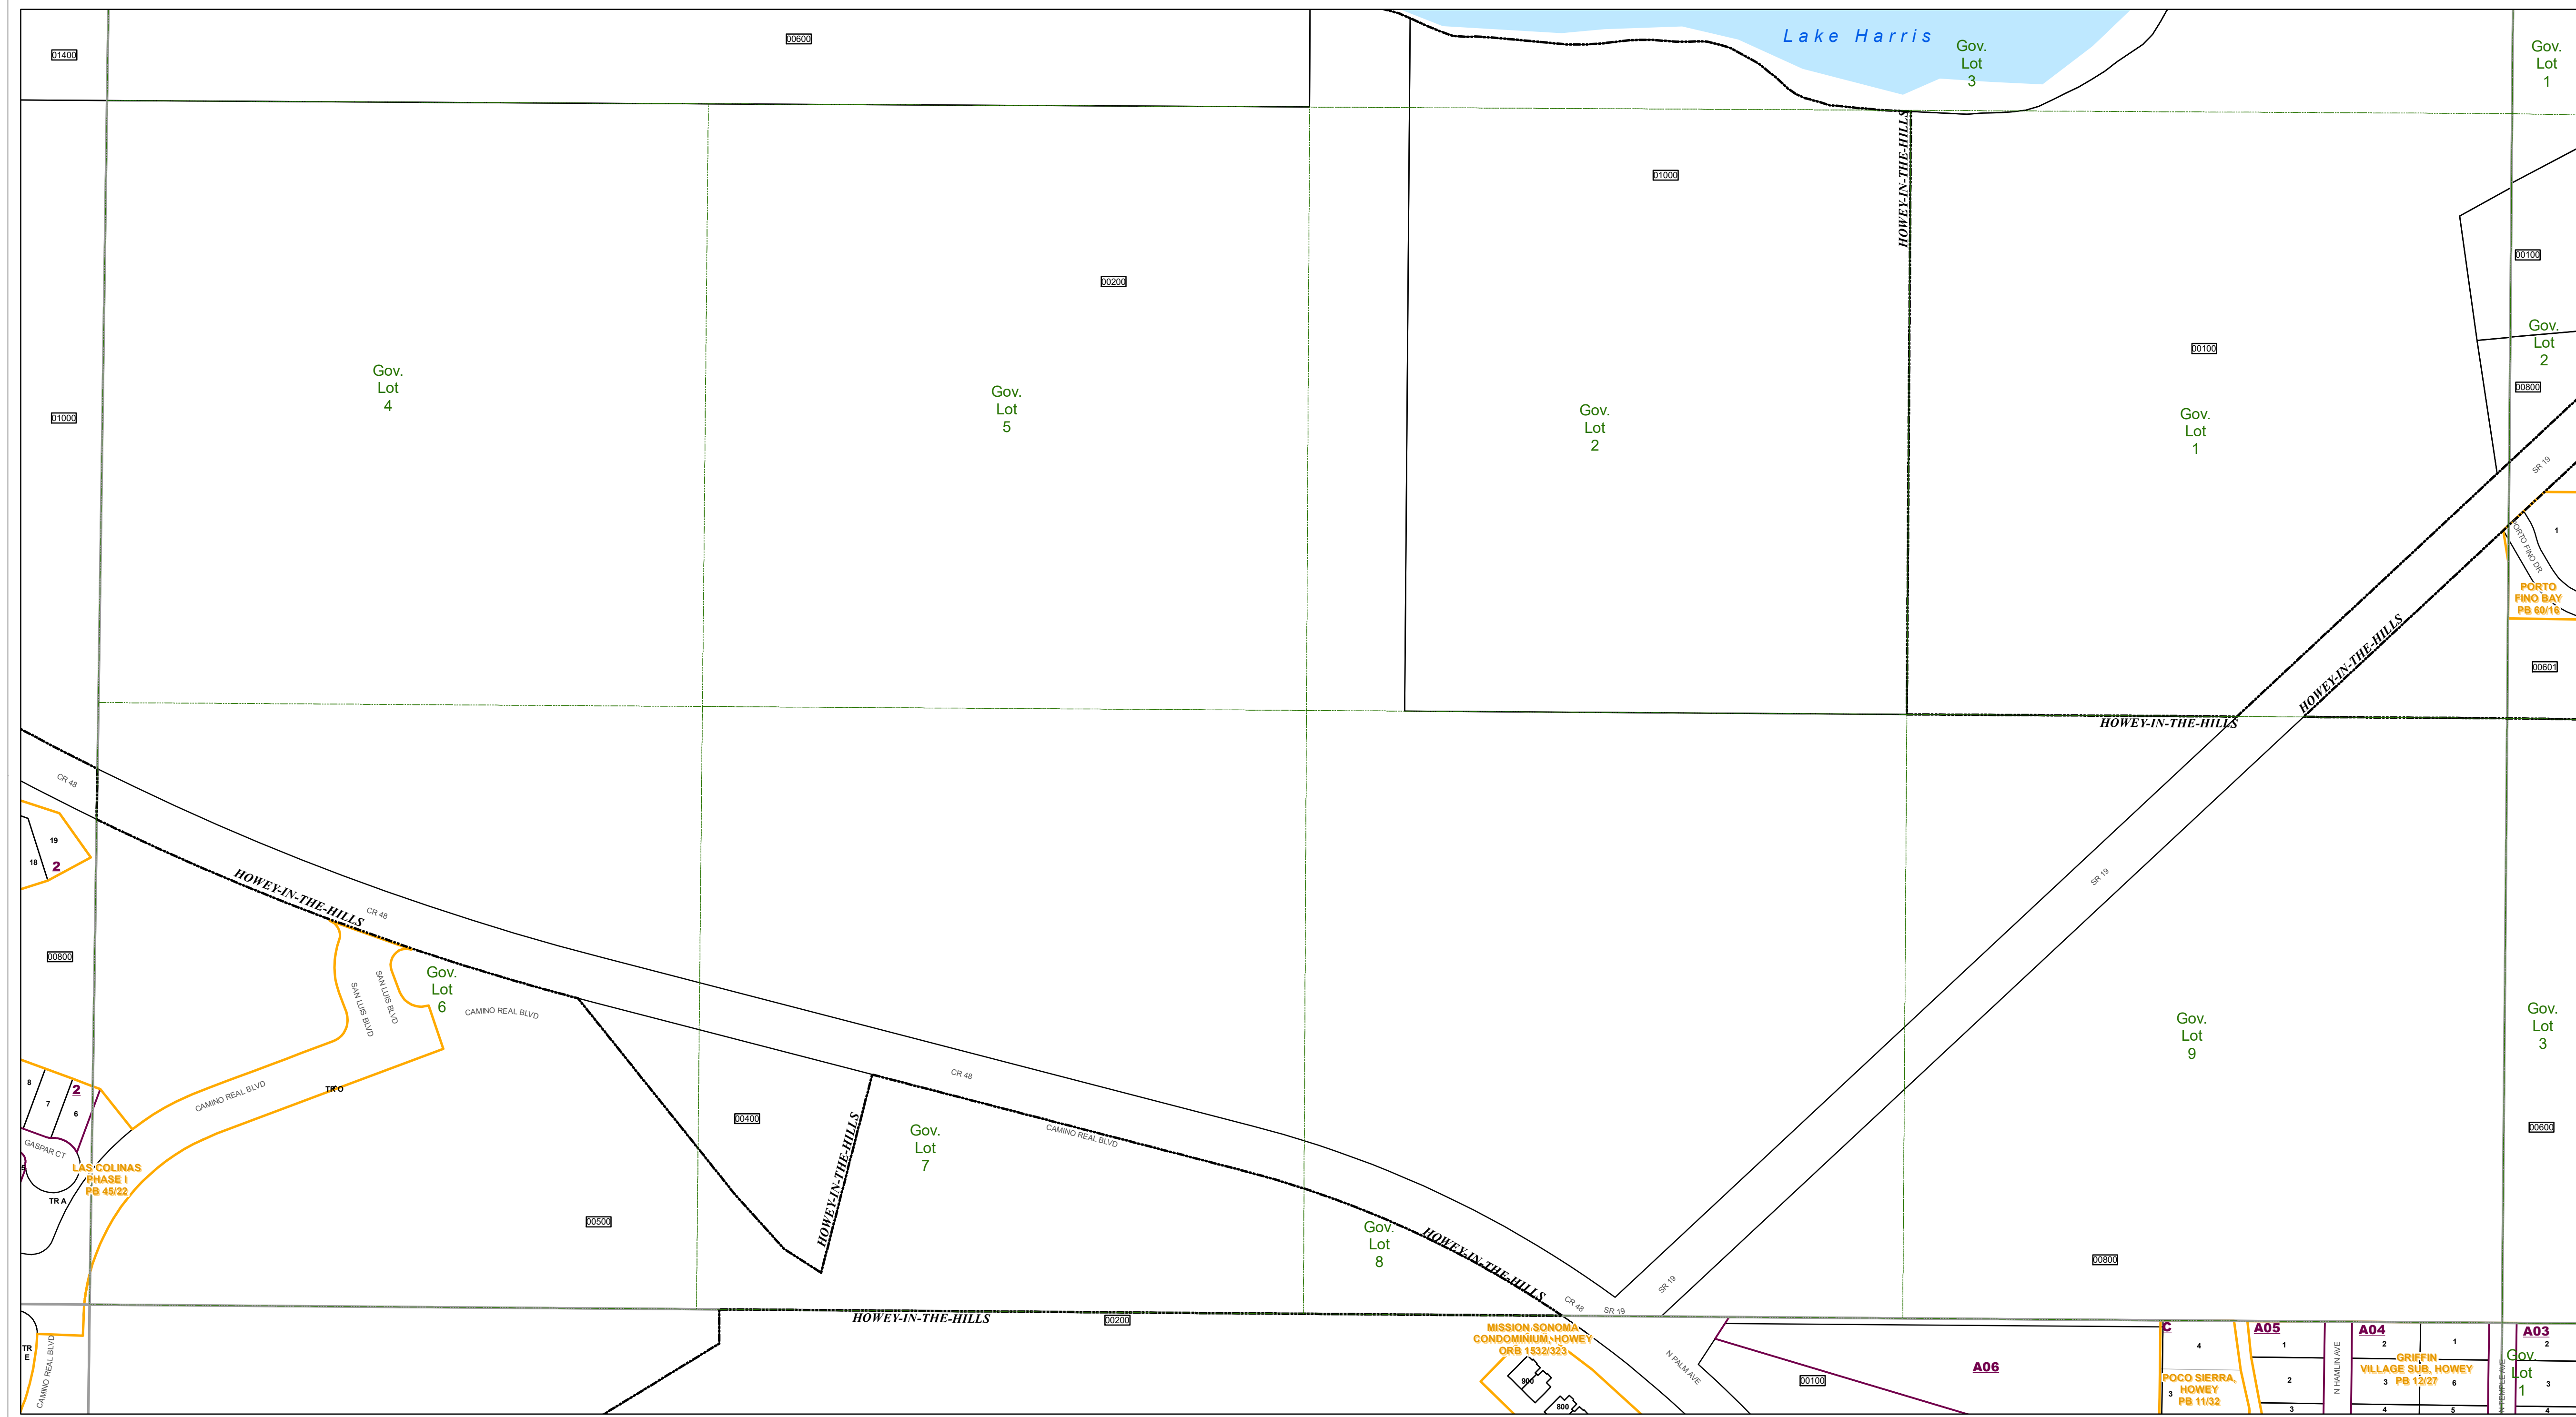 01400
00600
Lake Harris
Gov.
Lot
3
Gov.
Lot
1
HOWEY-IN-THE-HILLS
01000
00200
00100
00100
Gov.
Lot
2
00800
01000
Gov.
Lot
4
Gov.
Lot
5
Gov.
Lot
2
Gov.
Lot
1
SR 19
1
PORTO FINO DR
PORTO
FINO BAY
PB 60/16
00601
HOWEY-IN-THE-HILLS
HOWEY-IN-THE-HILLS
CR 48
19
18
2
HOWEY-IN-THE-HILLS
CR 48
SR 19
00800
Gov.
Lot
6
SAN LUIS BLVD
SAN LUIS BLVD
CAMINO REAL BLVD
Gov.
Lot
9
Gov.
Lot
3
CR 48
8
7
2
6
CAMINO REAL BLVD
TR O
00400
HOWEY-IN-THE-HILLS
Gov.
Lot
7
CAMINO REAL BLVD
00600
GASPAR CT
5
LAS COLINAS
PHASE I
PB 45/22
TR A
00500
Gov.
Lot
8
HOWEY-IN-THE-HILLS
00800
SR 19
CR 48
SR 19
HOWEY-IN-THE-HILLS
00200
MISSION SONOMA
CONDOMINIUM, HOWEY
ORB 1532/323
900
800
N PALM AVE
00100
A06
C
4
3
POCO SIERRA,
HOWEY
PB 11/32
A05
1
2
3
N HAMLIN AVE
A04
2
1
GRIFFIN
VILLAGE SUB, HOWEY
PB 12/27
3
6
4
5
N TEMPLE AVE
A03
2
Gov.
Lot
1
3
4
TR
E
CAMINO REAL BLVD